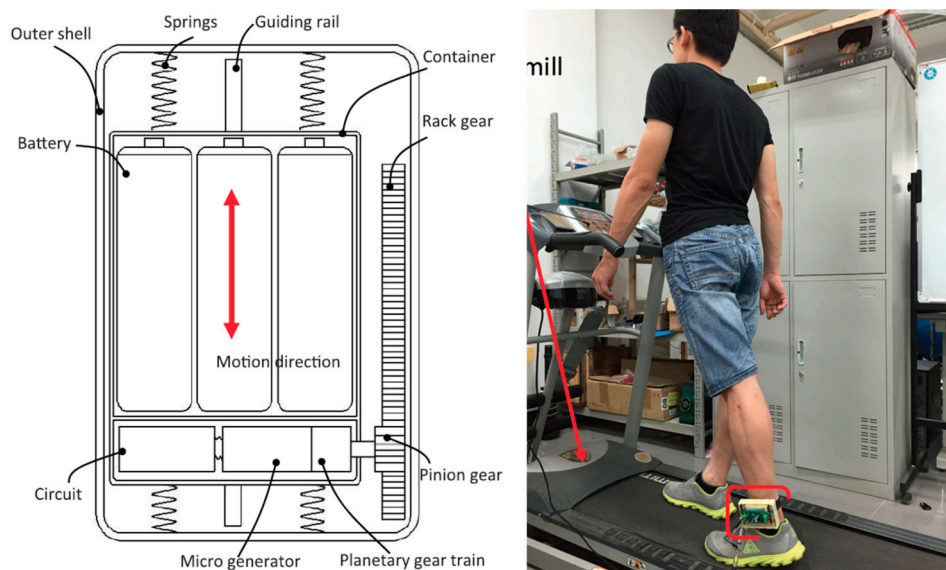 Springs
Guiding rail
Outer shell
Container
Battery
Rack gear
Motion direction
Circuit
Pinion gear
Micro generator
Planetary gear train
mill